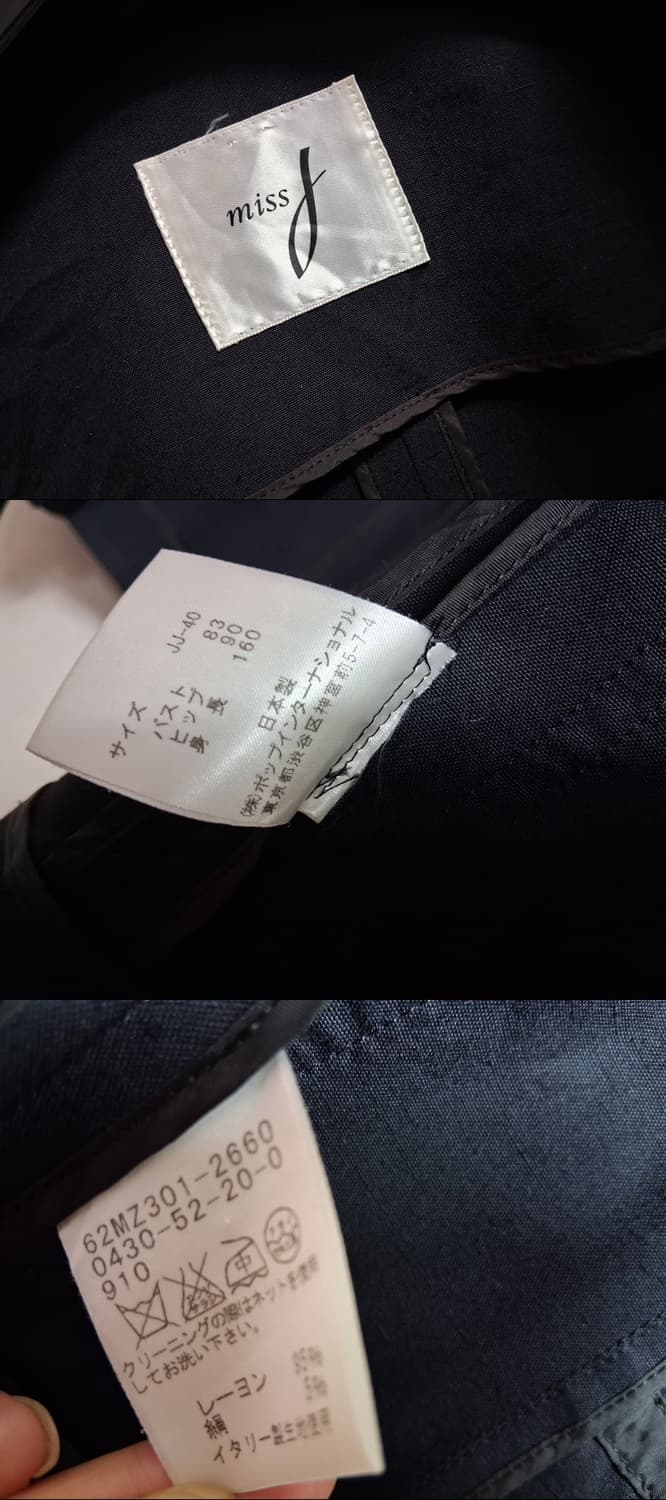 miss J
サイズ JJ-40
バスト 83
ヒップ 90
身長 160
日本製
(株)ボップインターナショナル
東京都渋谷区神宮前5-7-4
62MZ301-2660
0430-52-20-0
910
中
クリーニングの際はネット使用
してお洗い下さい。
レーヨン
絹
イタリー製生地使用